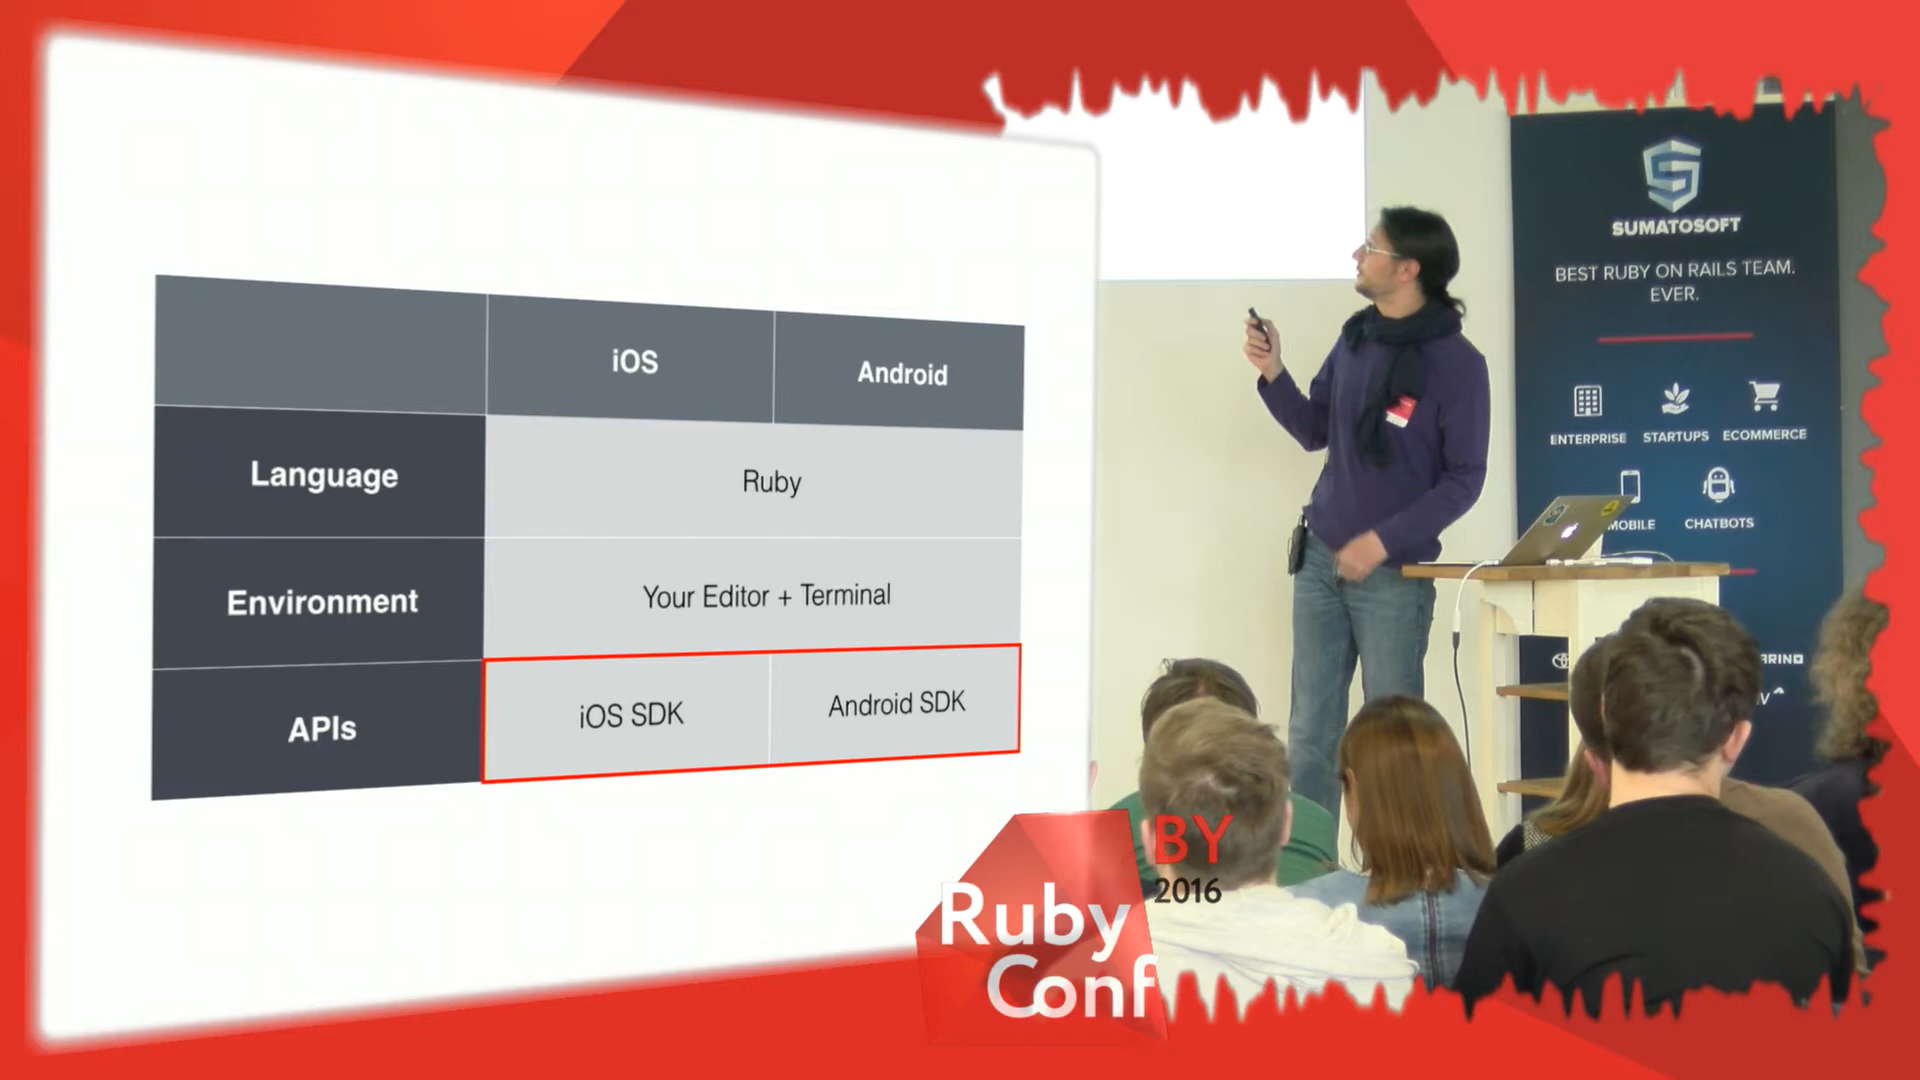 iOS
Android
Language
Ruby
Environment
Your Editor + Terminal
APIs
iOS SDK
Android SDK
SUMATOSOFT
BEST RUBY ON RAILS TEAM.
EVER.
ENTERPRISE
STARTUPS
ECOMMERCE
MOBILE
CHATBOTS
Ruby
Conf
BY
2016